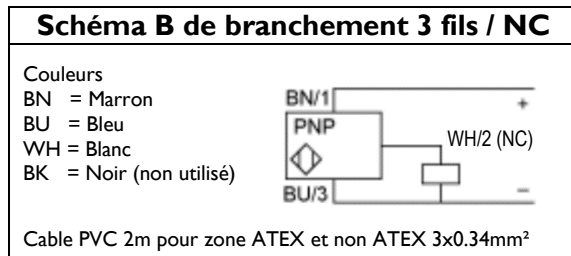 Schéma B de branchement 3 fils / NC
Couleurs
BN = Marron
BU = Bleu
WH = Blanc
BK = Noir (non utilisé)
BN/1
+
PNP
WH/2 (NC)
BU/3
–
Cable PVC 2m pour zone ATEX et non ATEX 3x0.34mm²